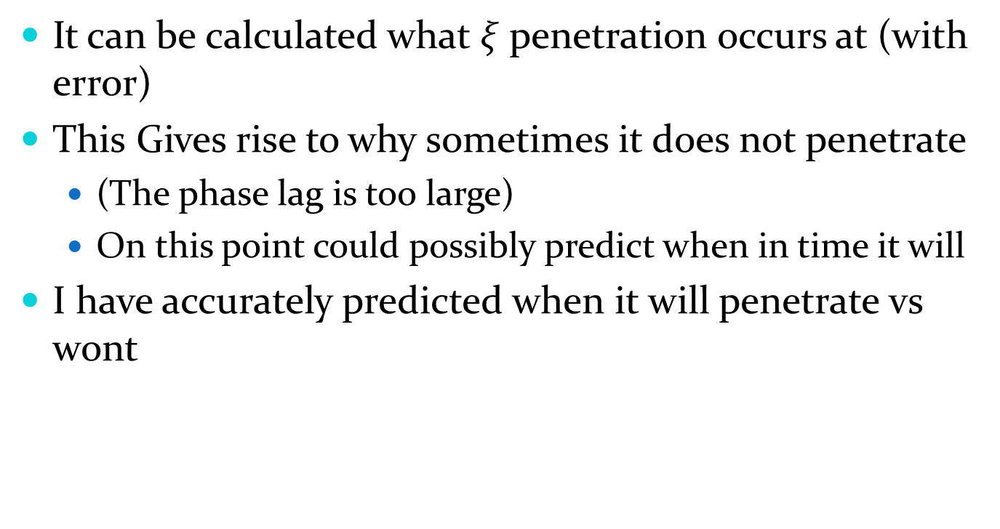 • It can be calculated what ξ penetration occurs at (with
error)
• This Gives rise to why sometimes it does not penetrate
• (The phase lag is too large)
• On this point could possibly predict when in time it will
• I have accurately predicted when it will penetrate vs
wont